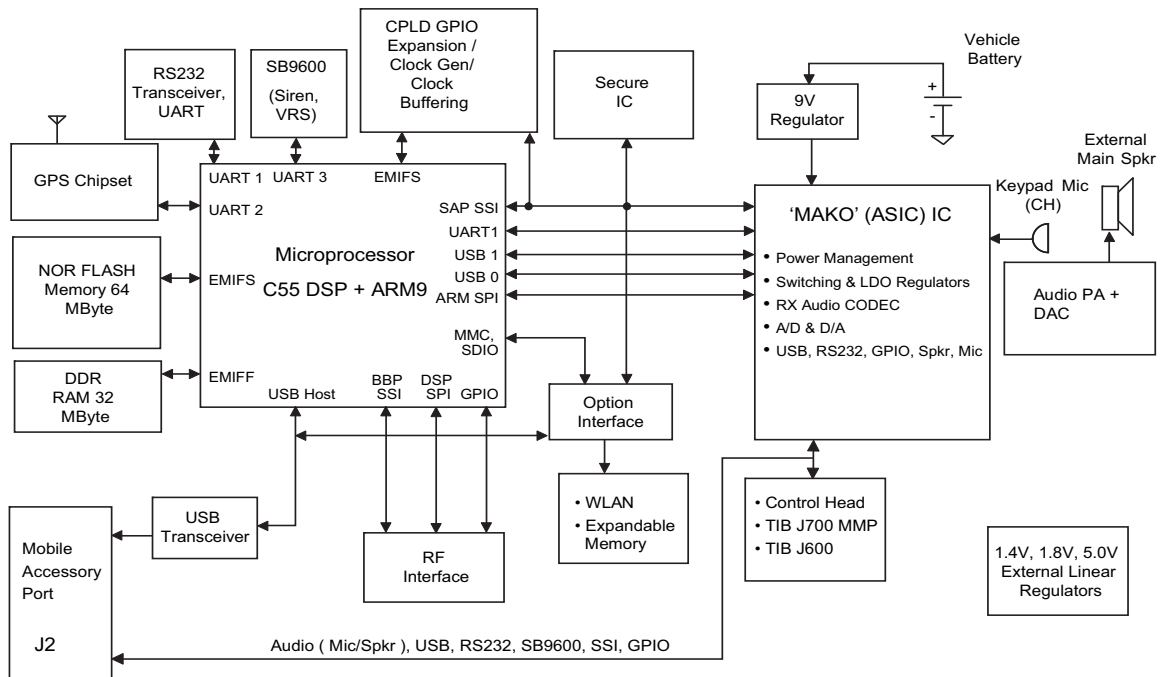 CPLD GPIO
Expansion /
Clock Gen/
Clock
Buffering
RS232
Transceiver,
UART
SB9600
(Siren,
VRS)
Secure
IC
Vehicle
Battery
+
-
9V
Regulator
External
Main Spkr
Keypad Mic
(CH)
GPS Chipset
UART 1
UART 3
EMIFS
UART 2
SAP SSI
UART1
USB 1
USB 0
ARM SPI
Microprocessor
C55 DSP + ARM9
NOR FLASH
Memory 64
MByte
EMIFS
MMC,
SDIO
DDR
RAM 32
MByte
EMIFF
USB Host
BBP
SSI
DSP
SPI
GPIO
‘MAKO’ (ASIC) IC
• Power Management
• Switching & LDO Regulators
• RX Audio CODEC
• A/D & D/A
• USB, RS232, GPIO, Spkr, Mic
Audio PA +
DAC
Option
Interface
• WLAN
• Expandable
Memory
• Control Head
• TIB J700 MMP
• TIB J600
USB
Transceiver
RF
Interface
Mobile
Accessory
Port
J2
1.4V, 1.8V, 5.0V
External Linear
Regulators
Audio ( Mic/Spkr ), USB, RS232, SB9600, SSI, GPIO